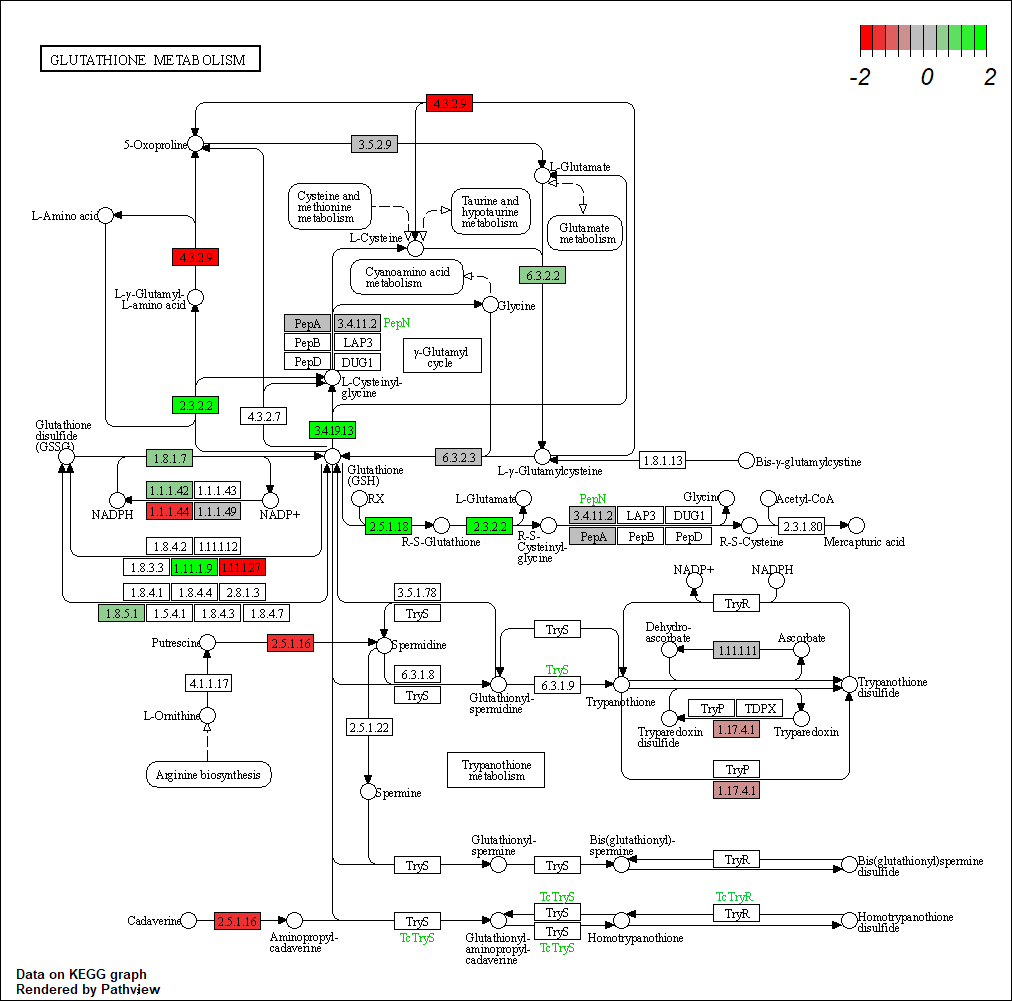 GLUTATHIONE METABOLISM
-2
0
2
4.3.2.9
5-Oxoproline
3.5.2.9
L-Glutamate
Cysteine and
methionine
metabolism
Taurine and
hypotaurine
metabolism
Glutamate
metabolism
L-Amino acid
L-Cysteine
4.3.2.9
Cyanoamino acid
metabolism
6.3.2.2
L-γ-Glutamyl-
L-amino acid
Glycine
PepA
3.4.11.2
PepN
PepB
LAP3
PepD
DUG1
γ-Glutamyl
cycle
L-Cysteinyl-
glycine
2.3.2.2
4.3.2.7
3.4.19.13
Glutathione
disulfide
(GSSG)
1.8.1.7
Glutathione
(GSH)
6.3.2.3
L-γ-Glutamylcysteine
1.8.1.13
Bis-γ-glutamylcystine
1.1.1.42
1.1.1.43
1.1.1.44
1.1.1.49
NADPH
NADP+
RX
L-Glutamate
PepN
Glycine
Acetyl-CoA
2.5.1.18
2.3.2.2
3.4.11.2
LAP3
DUG1
PepA
PepB
PepD
2.3.1.80
R-S-Glutathione
R-S-
Cysteinyl-
glycine
R-S-Cysteine
Mercapturic acid
1.8.4.2
1.11.1.12
1.8.3.3
1.11.1.9
1.11.1.27
1.8.4.1
1.8.4.4
2.8.1.3
1.8.5.1
1.5.4.1
1.8.4.3
1.8.4.7
3.5.1.78
TryS
NADP+
NADPH
TryR
Putrescine
2.5.1.16
Spermidine
TryS
Dehydro-
ascorbate
Ascorbate
1.11.1.11
4.1.1.17
6.3.1.8
TryS
Glutathionyl-
spermidine
TryS
6.3.1.9
Trypanothione
Trypanothione
disulfide
L-Ornithine
2.5.1.22
TryP
TDPX
1.17.4.1
Tryparedoxin
disulfide
Tryparedoxin
Arginine biosynthesis
Trypanothione
metabolism
TryP
1.17.4.1
Spermine
Glutathionyl-
spermine
Bis(glutathionyl)-
spermine
TryS
TryS
TryR
Bis(glutathionyl)spermine
disulfide
Cadaverine
2.5.1.16
Aminopropyl-
cadaverine
TryS
TcTryS
Glutathionyl-
aminopropyl-
cadaverine
TcTryS
TryS
TryS
TcTryS
Homotrypanothione
TcTryR
TryR
Homotrypanothione
disulfide
Data on KEGG graph
Rendered by Pathview